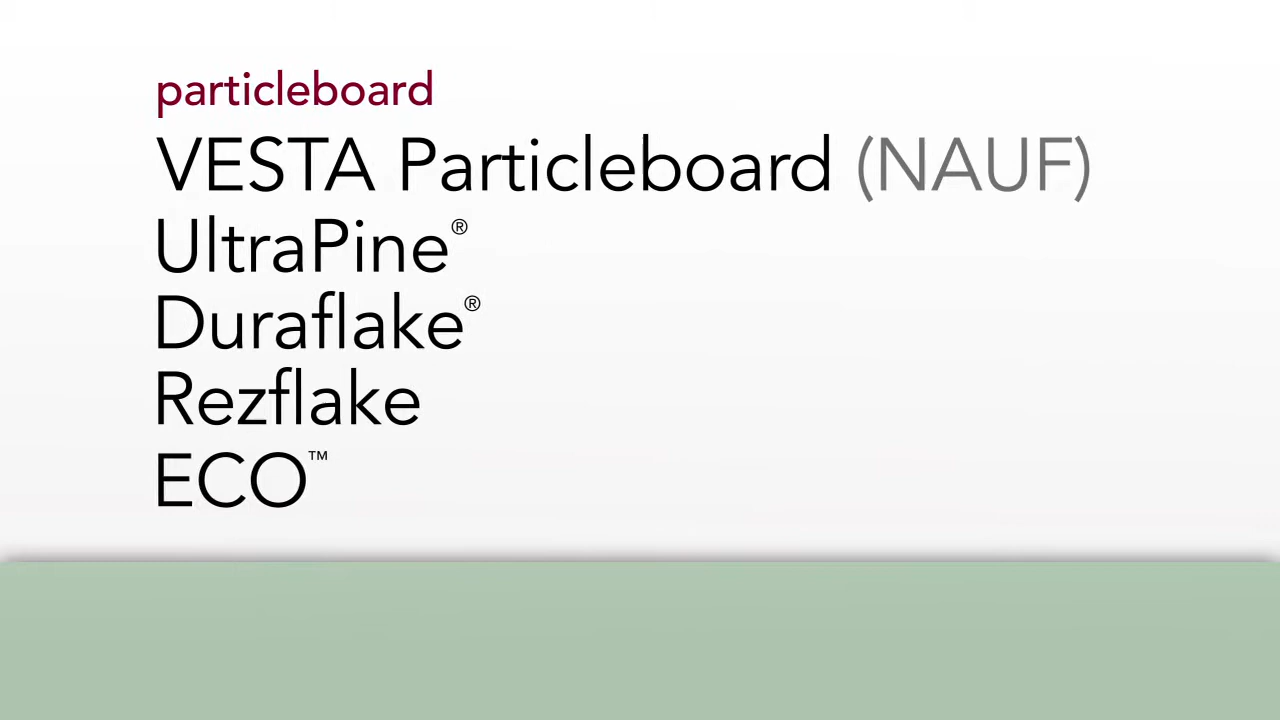 particleboard
VESTA Particleboard (NAUF)
UltraPine®
Duraflake®
Rezflake
ECO™